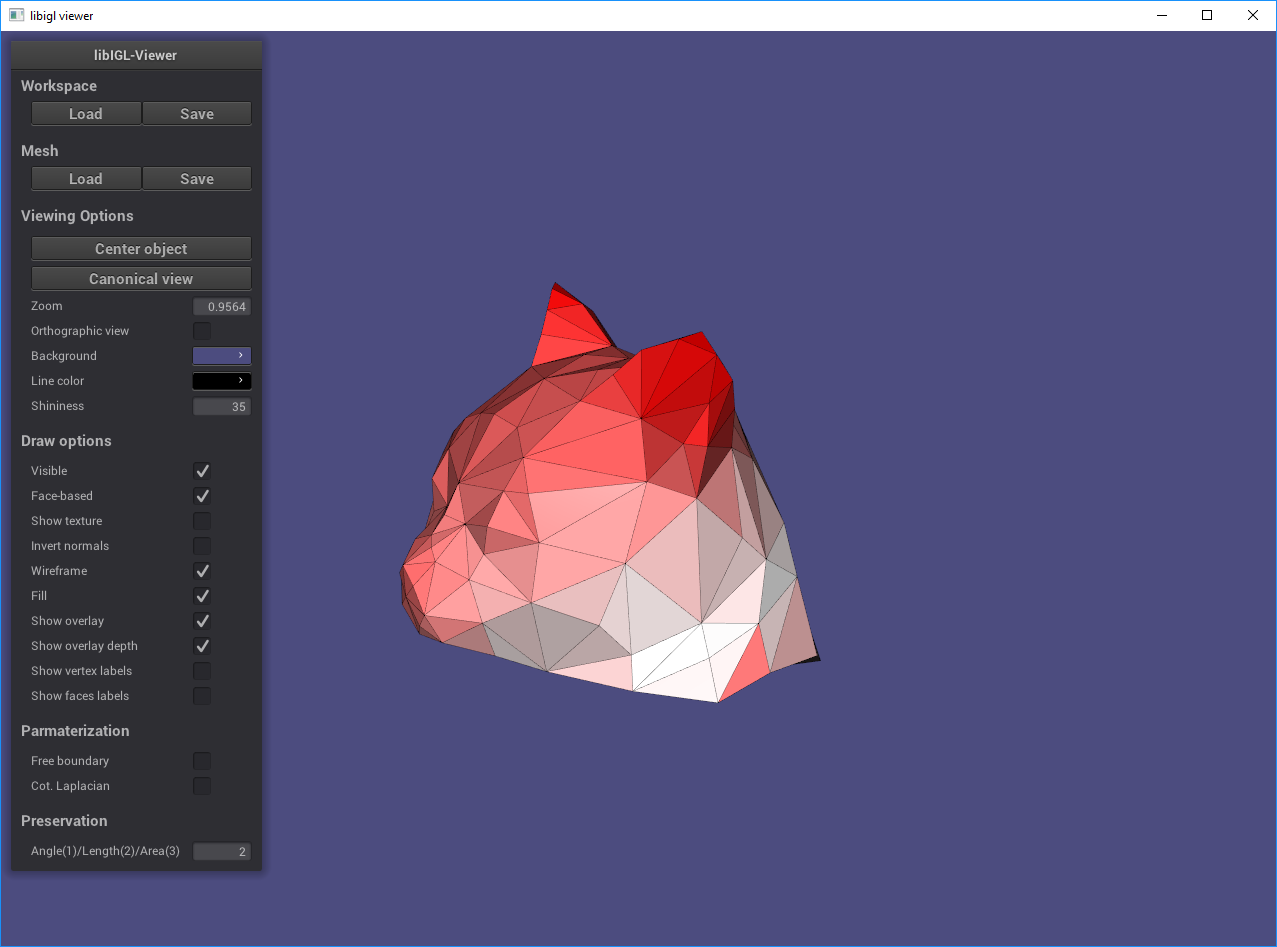 libigl viewer
libIGL-Viewer
Workspace
Load Save
Mesh
Load Save
Viewing Options
Center object
Canonical view
Zoom 0.9564
Orthographic view
Background
Line color
Shininess 35
Draw options
Visible
Face-based
Show texture
Invert normals
Wireframe
Fill
Show overlay
Show overlay depth
Show vertex labels
Show faces labels
Parmaterization
Free boundary
Cot. Laplacian
Preservation
Angle(1)/Length(2)/Area(3) 2